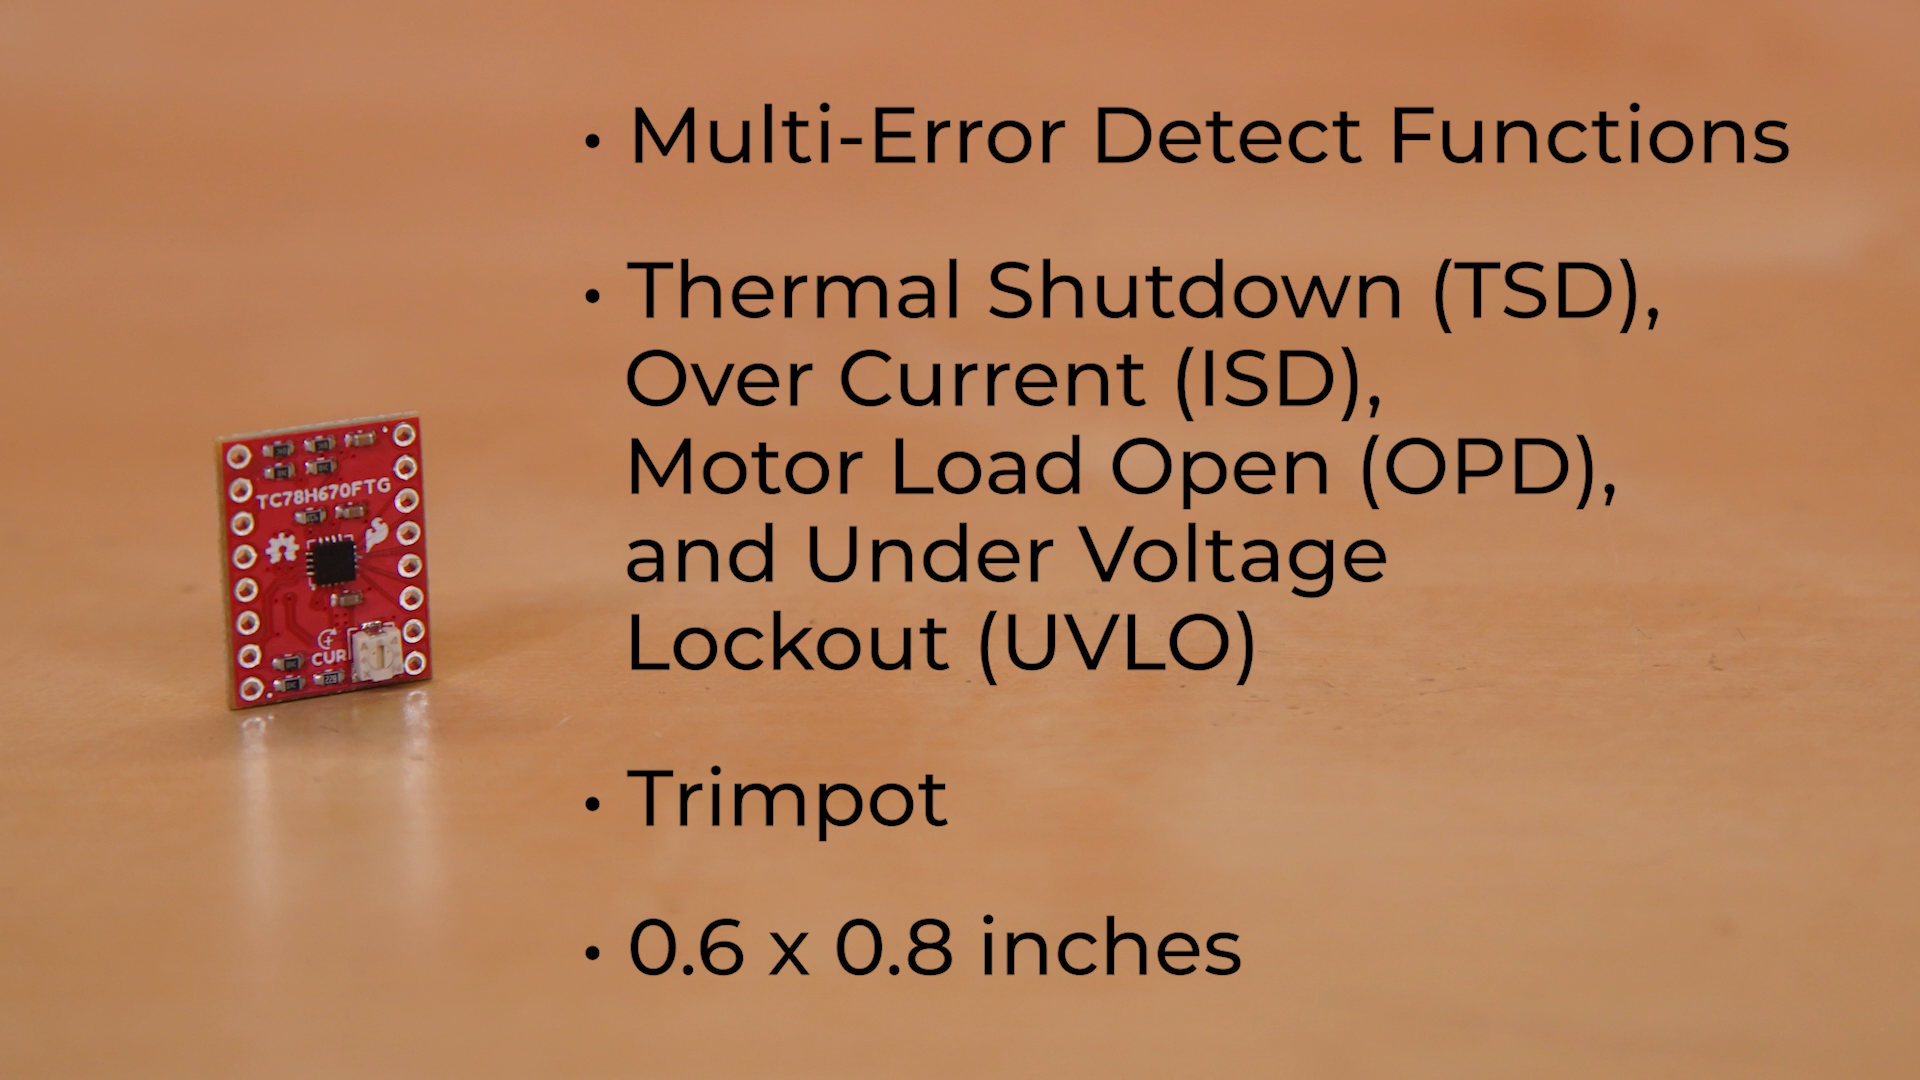 • Multi-Error Detect Functions
• Thermal Shutdown (TSD),
Over Current (ISD),
Motor Load Open (OPD),
and Under Voltage
Lockout (UVLO)
• Trimpot
• 0.6 x 0.8 inches
TC78H670FTG
CUR